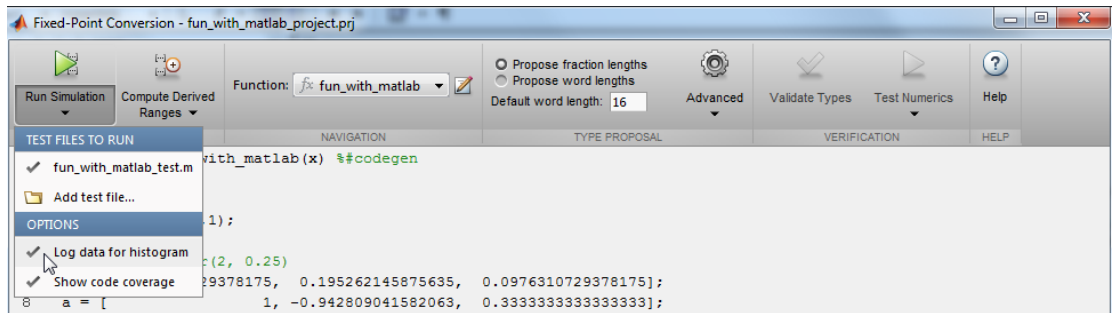 Fixed-Point Conversion - fun_with_matlab_project.prj
Run Simulation
Compute Derived
Ranges
Function: fx fun_with_matlab
Propose fraction lengths
Propose word lengths
Default word length: 16
Advanced
Validate Types
Test Numerics
Help
NAVIGATION
TYPE PROPOSAL
VERIFICATION
HELP
TEST FILES TO RUN
fun_with_matlab_test.m
Add test file...
OPTIONS
Log data for histogram
Show code coverage
with_matlab(x) %#codegen
1);
(2, 0.25)
29378175, 0.195262145875635, 0.0976310729378175];
8 a = [ 1, -0.942809041582063, 0.3333333333333333];